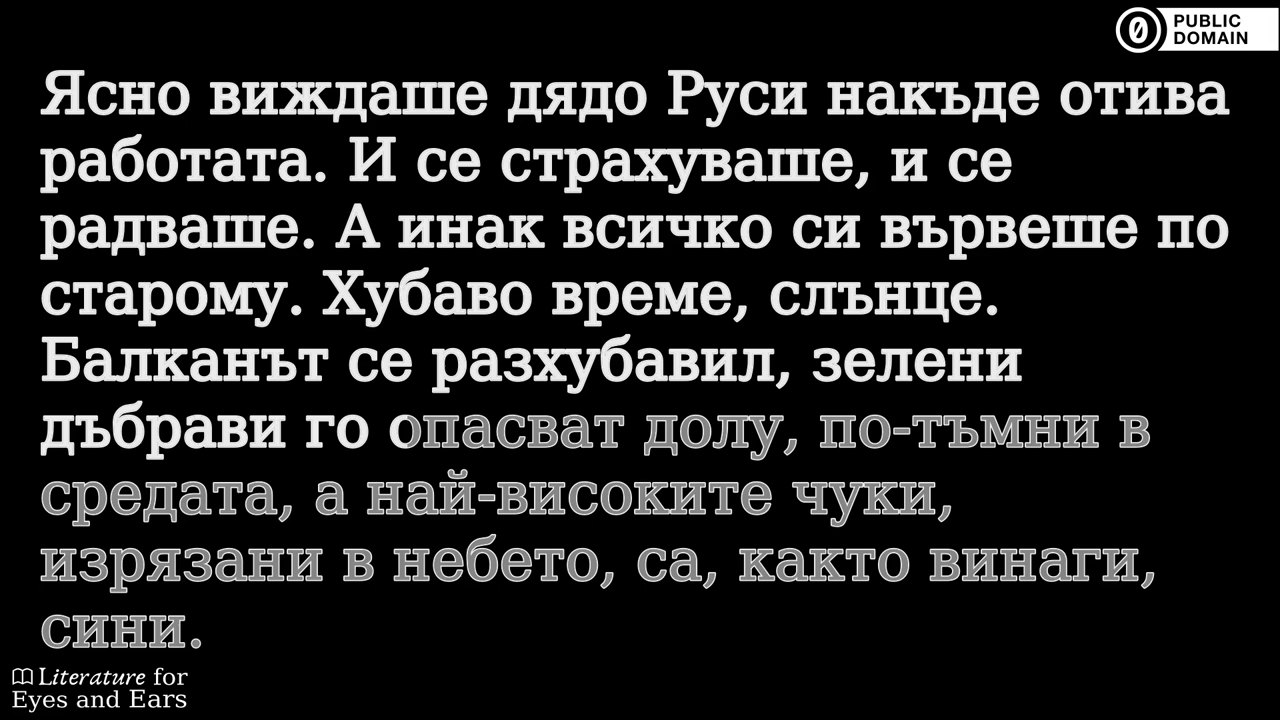 PUBLIC
DOMAIN
Ясно виждаше дядо Руси накъде отива
работата. И се страхуваше, и се
радваше. А инак всичко си вървеше по
старому. Хубаво време, слънце.
Балканът се разхубавил, зелени
дъбрави го опасват долу, по-тъмни в
средата, а най-високите чуки,
изрязани в небето, са, както винаги,
сини.
Literature for
Eyes and Ears